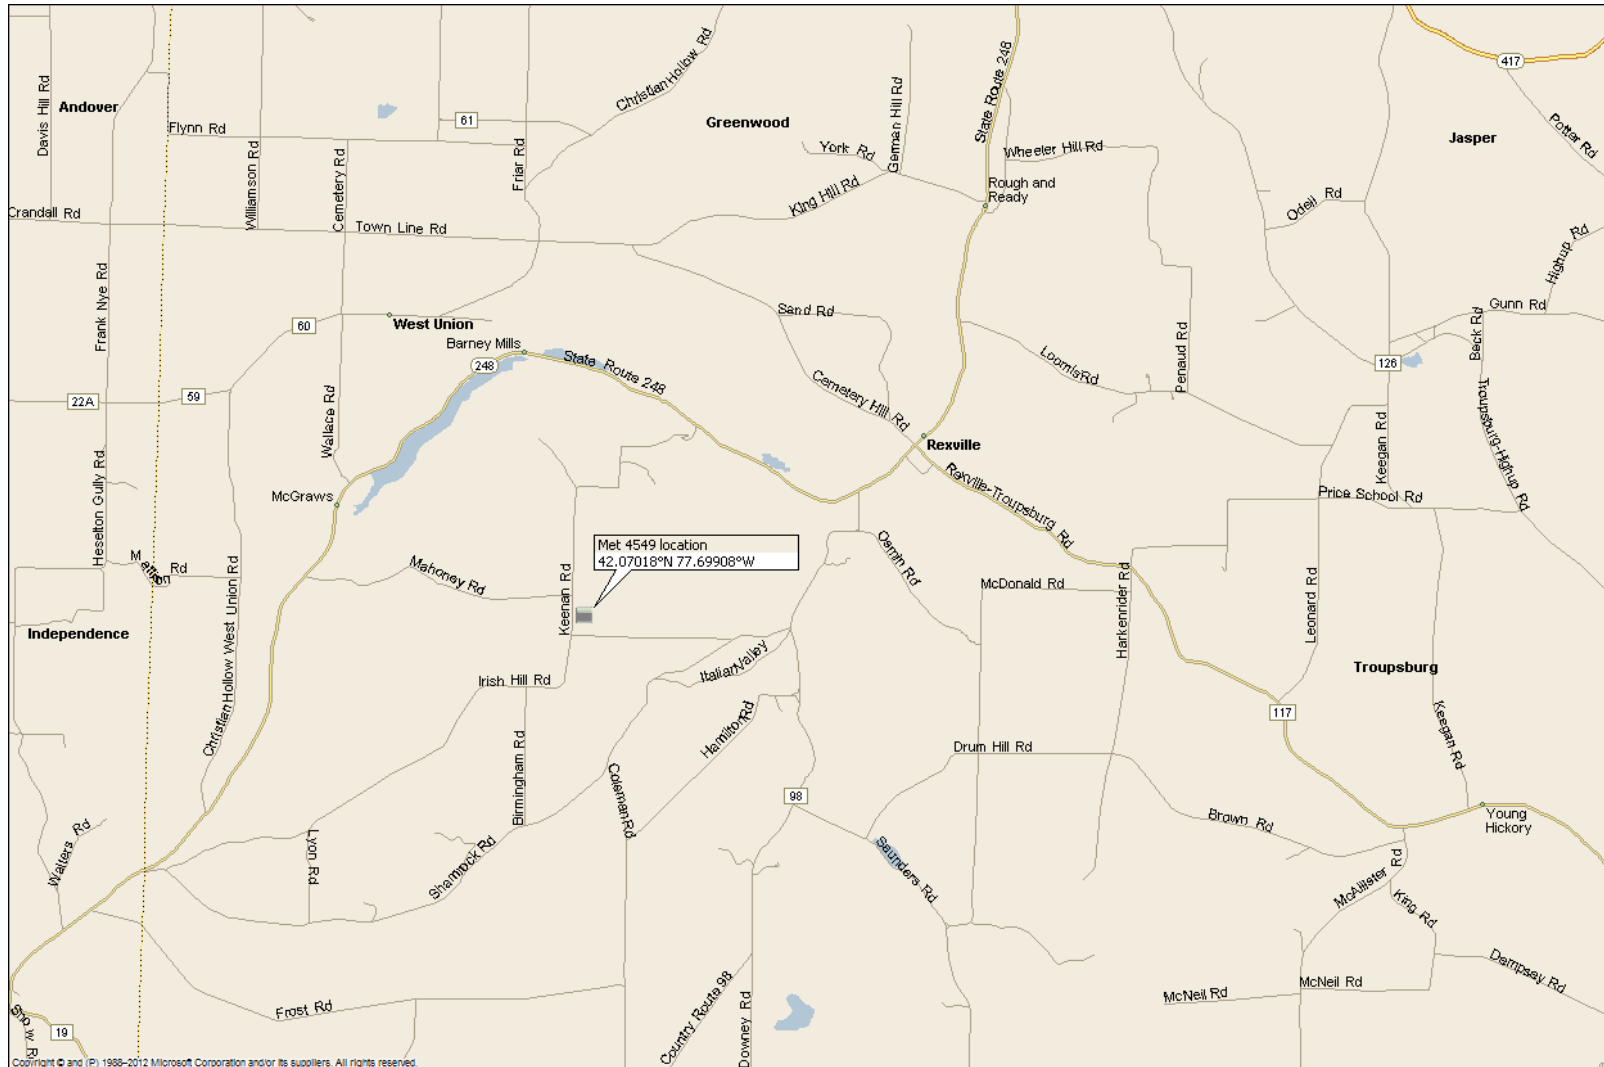 Davis Hill Rd
Andover
Flynn Rd
61
Christian Hollow Rd
Greenwood
German Hill Rd
State Route 248
417
Potter Rd
Jasper
Williamson Rd
Cemetery Rd
Friar Rd
York Rd
Wheeler Hill Rd
Rough and
Ready
King Hill Rd
Odell Rd
Crandall Rd
Town Line Rd
Highup Rd
Frank Nye Rd
Sand Rd
Gunn Rd
60
West Union
Barney Mills
248
State Route 248
Loomis Rd
Penaud Rd
Beck Rd
126
22A
59
Wallace Rd
Cemetery Hill Rd
Troupsburg-Highup Rd
Rexville
Keegan Rd
Heselton Gully Rd
McGraws
Rexville-Troupsburg Rd
Price School Rd
Met 4549 location
42.07018°N 77.69908°W
Osmin Rd
Mahoney Rd
Keenan Rd
McDonald Rd
Harkenrider Rd
Leonard Rd
Independence
Christian Hollow West Union Rd
Italian Valley
Troupsburg
Irish Hill Rd
Hamilton Rd
117
Keegan Rd
Birmingham Rd
Drum Hill Rd
Coleman Rd
98
Brown Rd
Young
Hickory
Walters Rd
Lyon Rd
Shamrock Rd
Saunders Rd
McAllister Rd
King Rd
Dempsey Rd
McNeil Rd
McNeil Rd
Frost Rd
Country Route 98
Downey Rd
19
Copyright © and (P) 1988–2012 Microsoft Corporation and/or its suppliers. All rights reserved.